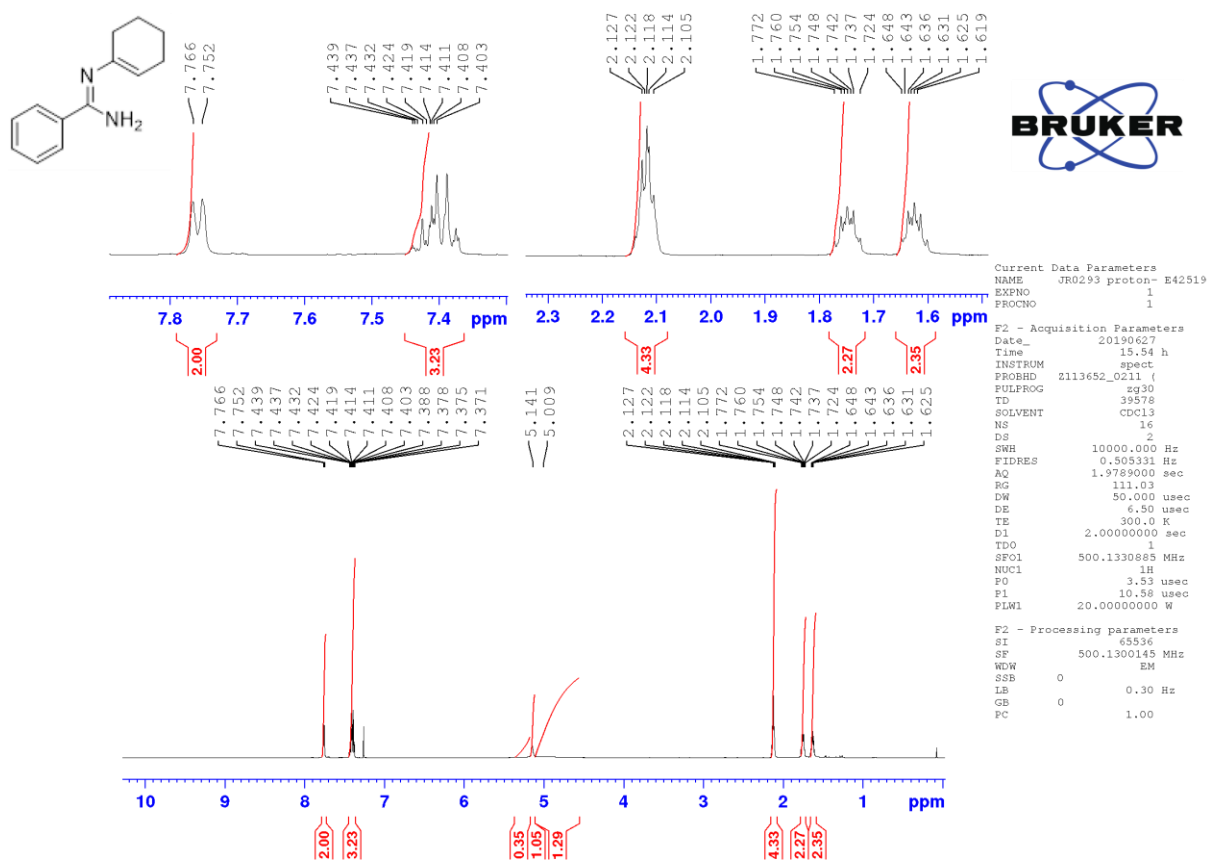 N
NH2
7.766
7.752
7.439
7.437
7.432
7.424
7.419
7.414
7.411
7.408
7.403
2.127
2.122
2.118
2.114
2.105
1.772
1.760
1.754
1.748
1.742
1.737
1.724
1.648
1.643
1.636
1.631
1.625
1.619
BRUKER
7.8 7.7 7.6 7.5 7.4 ppm
2.3 2.2 2.1 2.0 1.9 1.8 1.7 1.6 ppm
2.00
3.23
4.33
2.27
2.35
7.766
7.752
7.439
7.437
7.432
7.424
7.419
7.414
7.411
7.408
7.403
7.388
7.378
7.375
7.371
5.141
5.009
2.127
2.122
2.118
2.114
2.105
1.772
1.760
1.754
1.748
1.742
1.737
1.724
1.648
1.643
1.636
1.631
1.625
10 9 8 7 6 5 4 3 2 1 ppm
2.00
3.23
0.35
1.05
1.29
4.33
2.27
2.35
Current Data Parameters
NAME JR0293 proton- E42519
EXPNO 1
PROCNO 1
F2 - Acquisition Parameters
Date_ 20190627
Time 15.54 h
INSTRUM spect
PROBHD Z113652_0211 (
PULPROG zg30
TD 39578
SOLVENT CDCl3
NS 16
DS 2
SWH 10000.000 Hz
FIDRES 0.505331 Hz
AQ 1.9789000 sec
RG 111.03
DW 50.000 usec
DE 6.50 usec
TE 300.0 K
D1 2.00000000 sec
TD0 1
SFO1 500.1330885 MHz
NUC1 1H
P0 3.53 usec
P1 10.58 usec
PLW1 20.00000000 W
F2 - Processing parameters
SI 65536
SF 500.1300145 MHz
WDW EM
SSB 0
LB 0.30 Hz
GB 0
PC 1.00